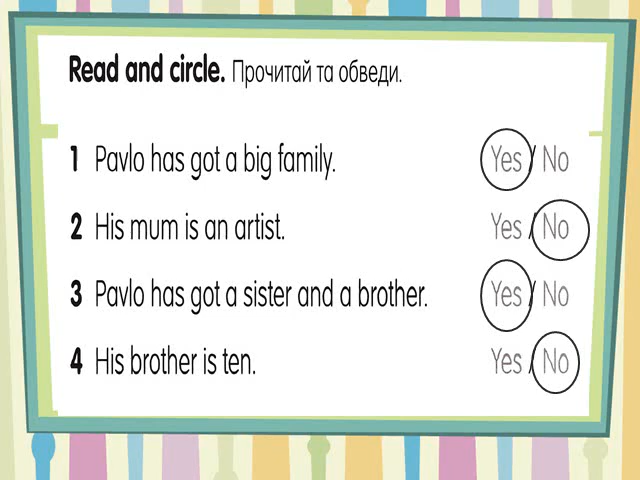 Read and circle. Прочитай та обведи.
1 Pavlo has got a big family. Yes / No
2 His mum is an artist. Yes / No
3 Pavlo has got a sister and a brother. Yes / No
4 His brother is ten. Yes / No